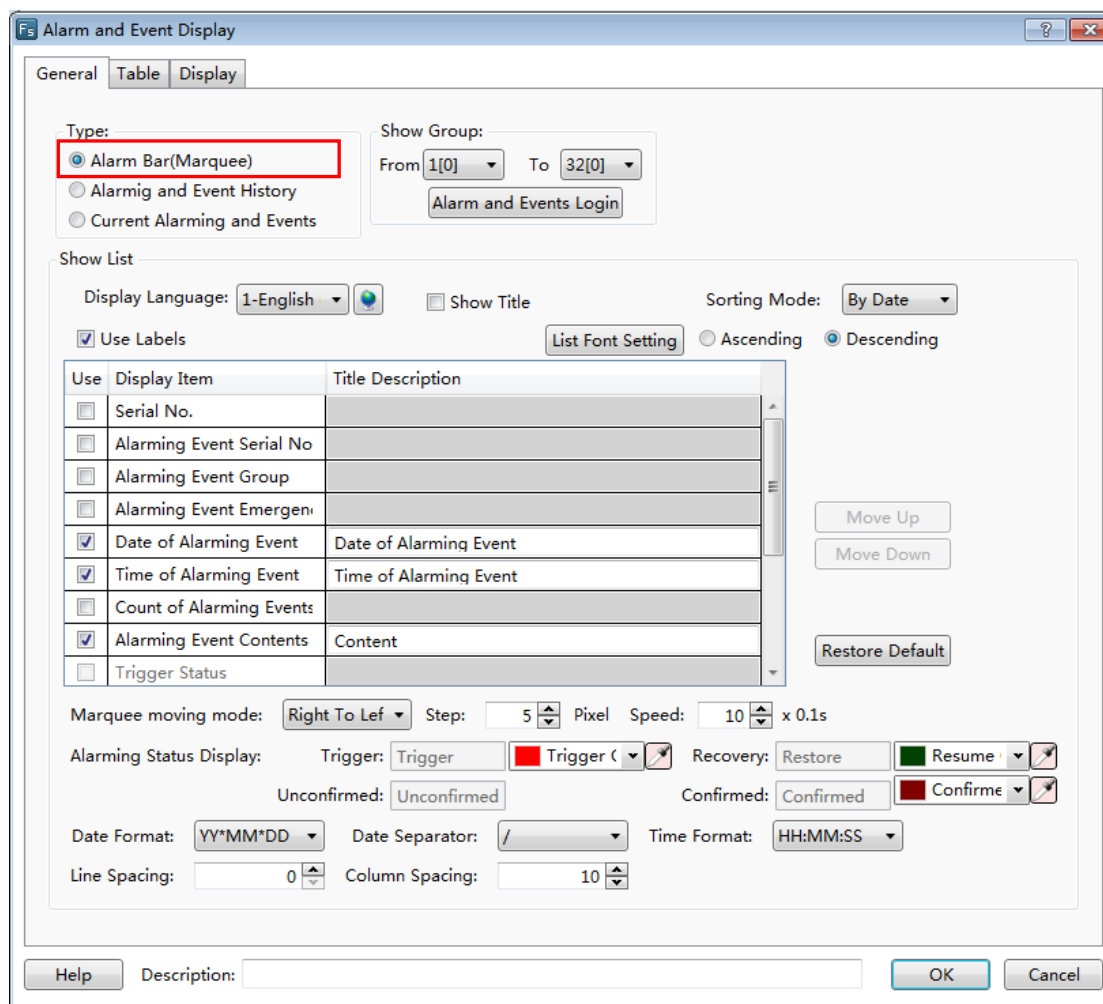 Fs Alarm and Event Display ?
General Table Display
Type: Show Group:
Alarm Bar(Marquee) From 1[0] To 32[0]
Alarmig and Event History Alarm and Events Login
Current Alarming and Events
Show List
Display Language: 1-English Show Title Sorting Mode: By Date
Use Labels List Font Setting Ascending Descending
Use Display Item Title Description
Serial No.
Alarming Event Serial No
Alarming Event Group
Alarming Event Emergen
Move Up
Date of Alarming Event Date of Alarming Event
Move Down
Time of Alarming Event Time of Alarming Event
Count of Alarming Events
Alarming Event Contents Content
Restore Default
Trigger Status
Marquee moving mode: Right To Lef Step: 5 Pixel Speed: 10 x 0.1s
Alarming Status Display: Trigger: Trigger Trigger C Recovery: Restore Resume
Unconfirmed: Unconfirmed Confirmed: Confirmed Confirme
Date Format: YY*MM*DD Date Separator: / Time Format: HH:MM:SS
Line Spacing: 0 Column Spacing: 10
Help Description: OK Cancel